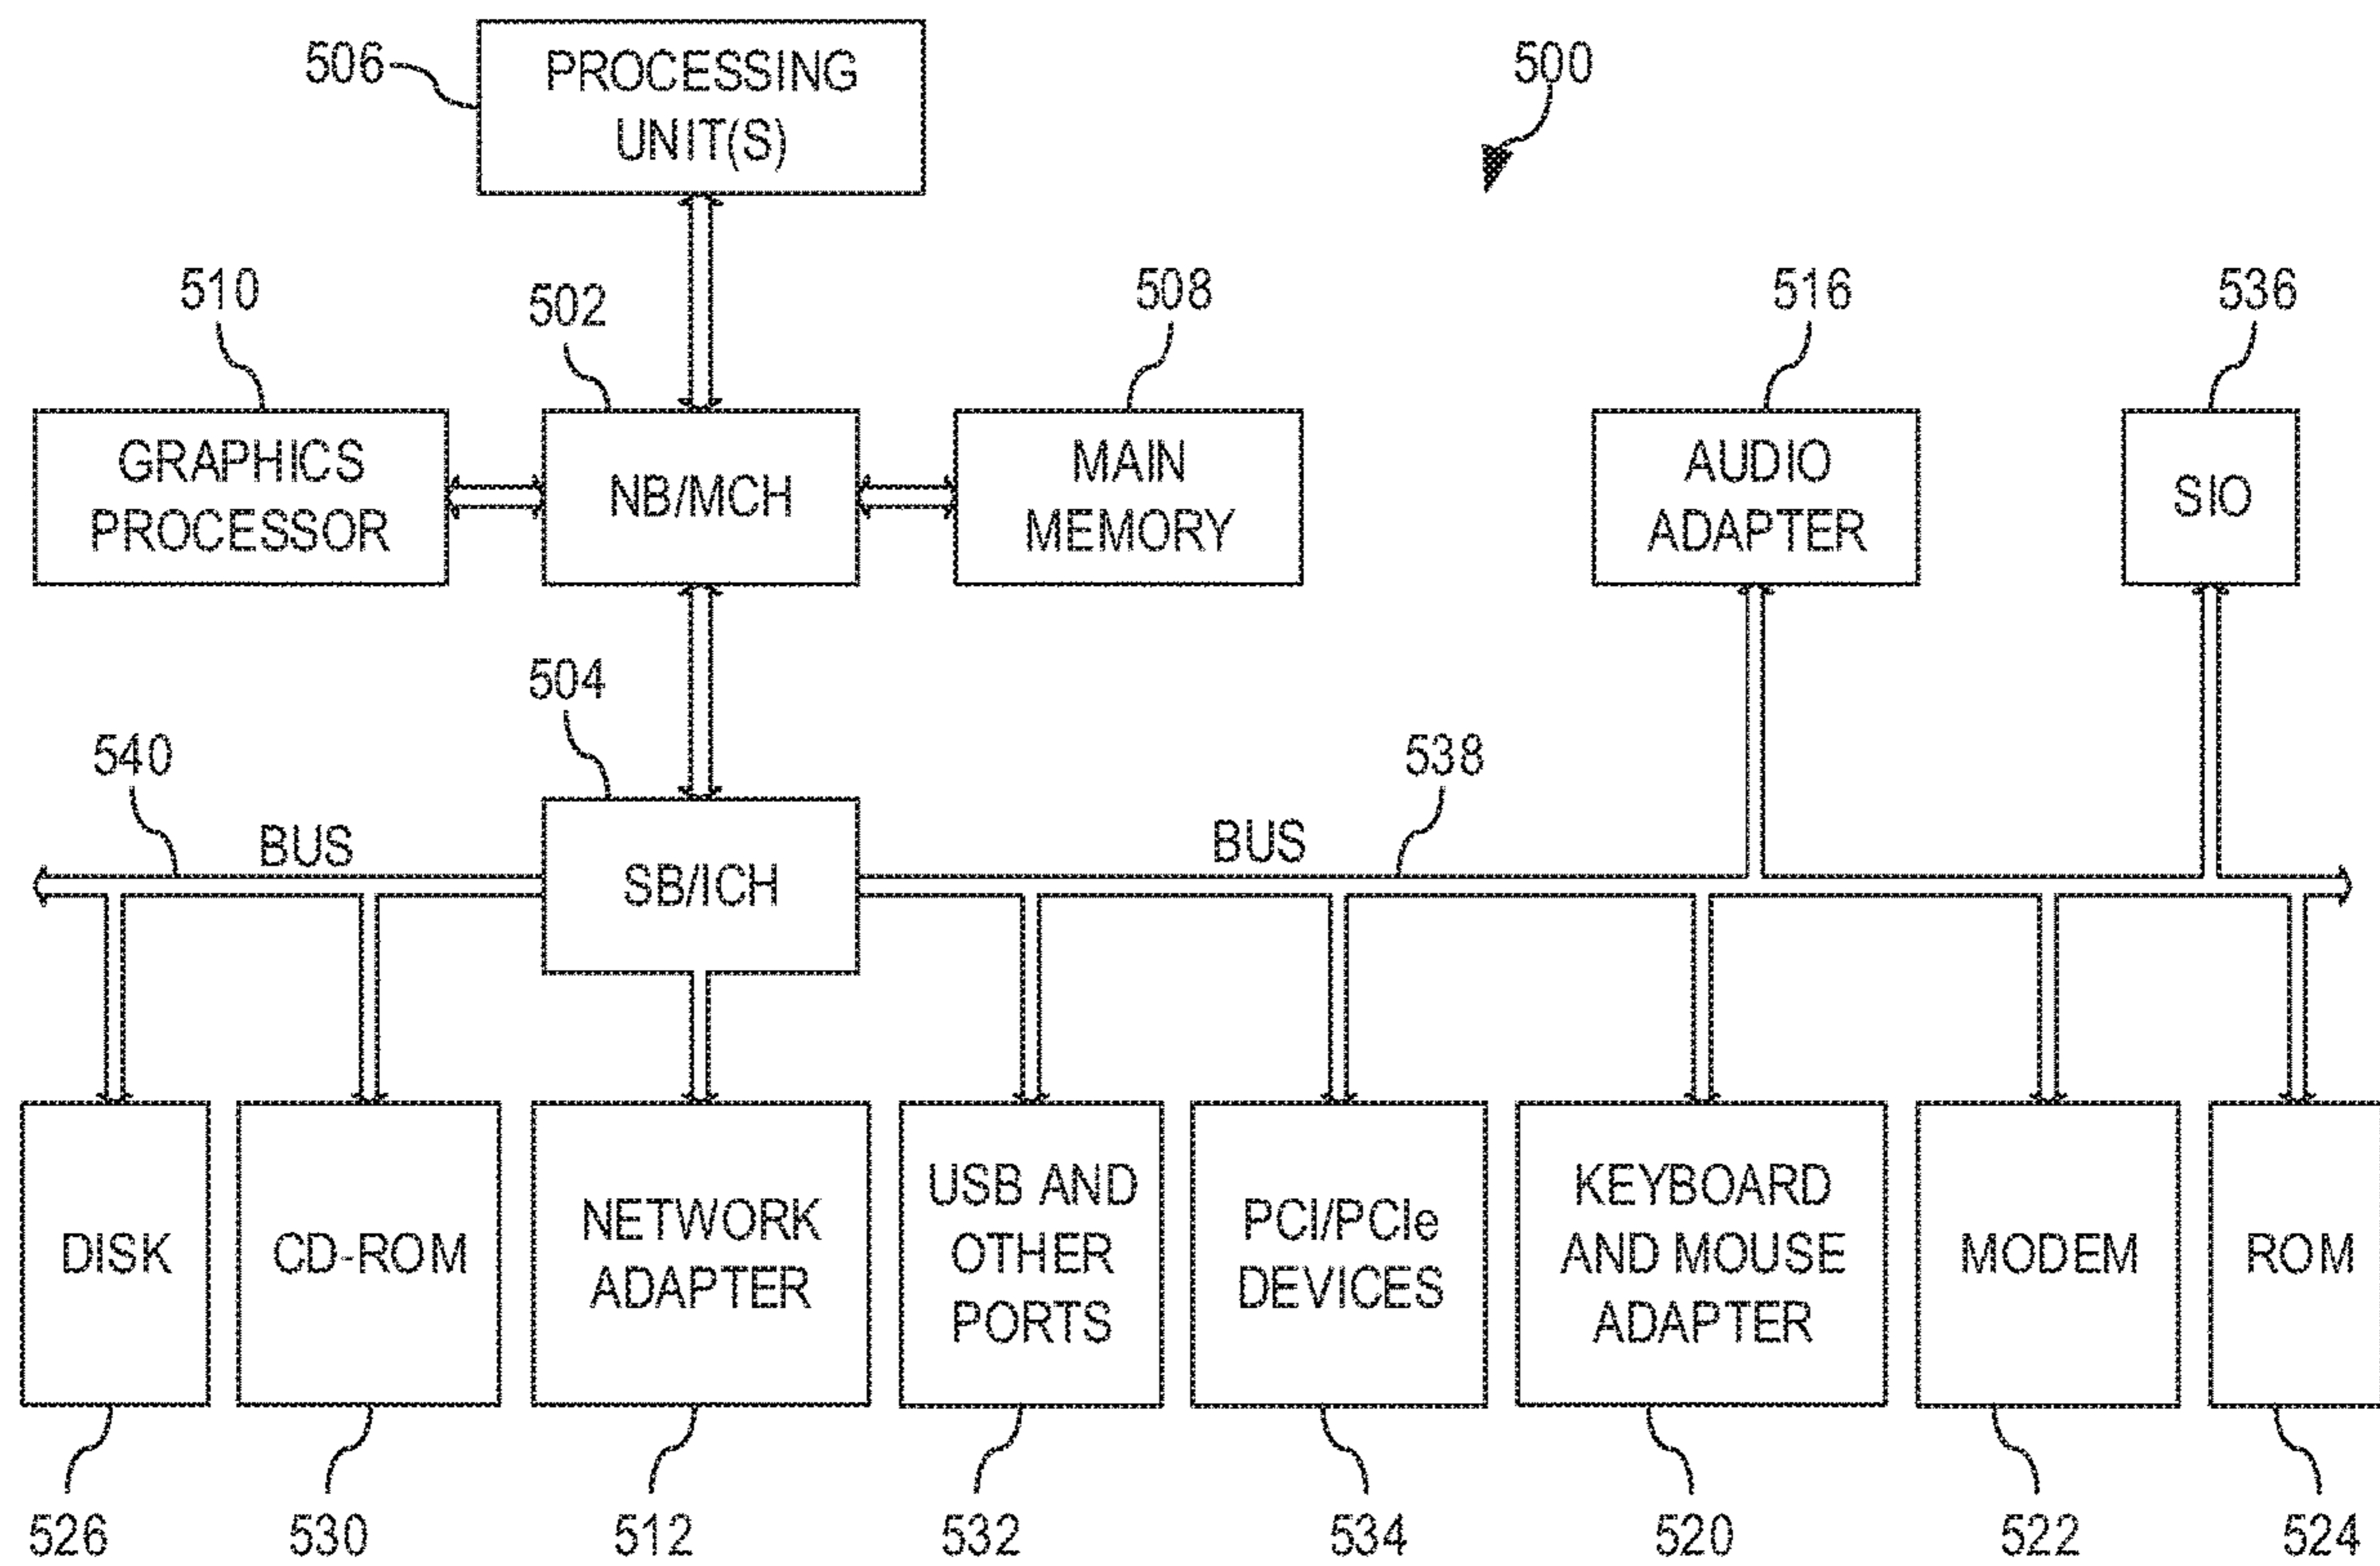 506
PROCESSING
UNIT(S)
500
510
502
508
516
536
GRAPHICS
PROCESSOR
NB/MCH
MAIN
MEMORY
AUDIO
ADAPTER
SIO
504
540
538
BUS
BUS
SB/ICH
DISK
CD-ROM
NETWORK
ADAPTER
USB AND
OTHER
PORTS
PCI/PCIe
DEVICES
KEYBOARD
AND MOUSE
ADAPTER
MODEM
ROM
526
530
512
532
534
520
522
524